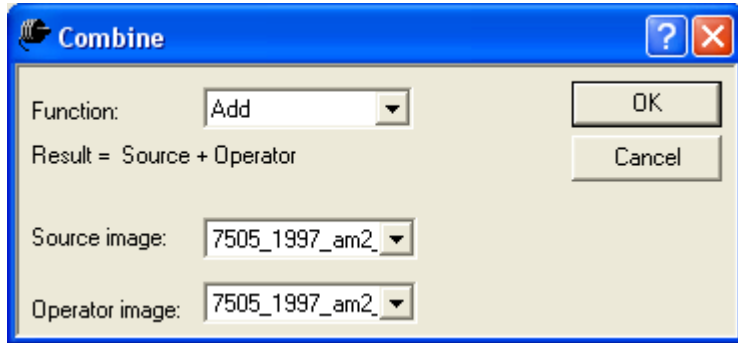 Combine
Function: Add OK
Result = Source + Operator Cancel
Source image: 7505_1997_am2_
Operator image: 7505_1997_am2_